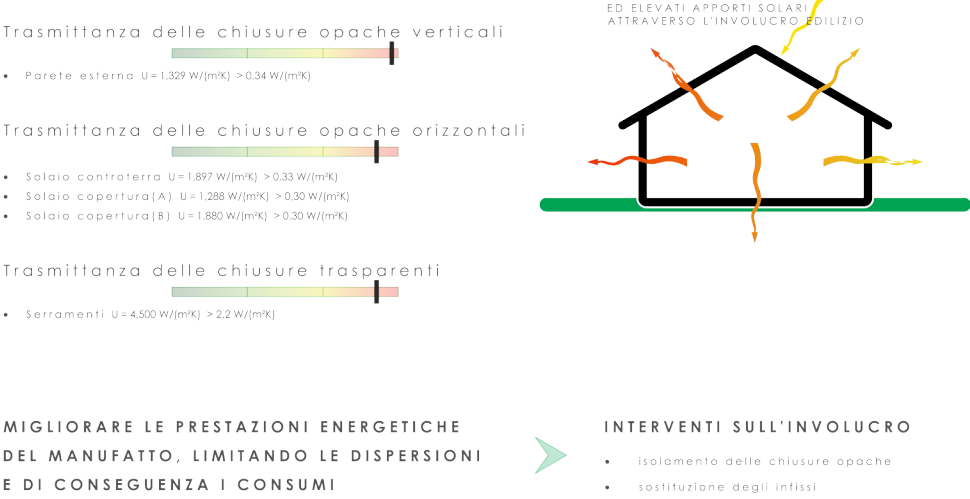 ED ELEVATI APPORTI SOLARI
ATTRAVERSO L'INVOLUCRO EDILIZIO
Trasmittanza delle chiusure opache verticali
• Parete esterna U = 1,329 W/(m²K) > 0,34 W/(m²K)
Trasmittanza delle chiusure opache orizzontali
• Solaio controterra U = 1,897 W/(m²K) > 0.33 W/(m²K)
• Solaio copertura(A) U = 1,288 W/(m²K) > 0.30 W/(m²K)
• Solaio copertura(B) U = 1.880 W/(m²K) > 0.30 W/(m²K)
Trasmittanza delle chiusure trasparenti
• Serramenti U = 4,500 W/(m²K) > 2,2 W/(m²K)
MIGLIORARE LE PRESTAZIONI ENERGETICHE
DEL MANUFATTO, LIMITANDO LE DISPERSIONI
E DI CONSEGUENZA I CONSUMI
INTERVENTI SULL'INVOLUCRO
• isolamento delle chiusure opache
• sostituzione degli infissi